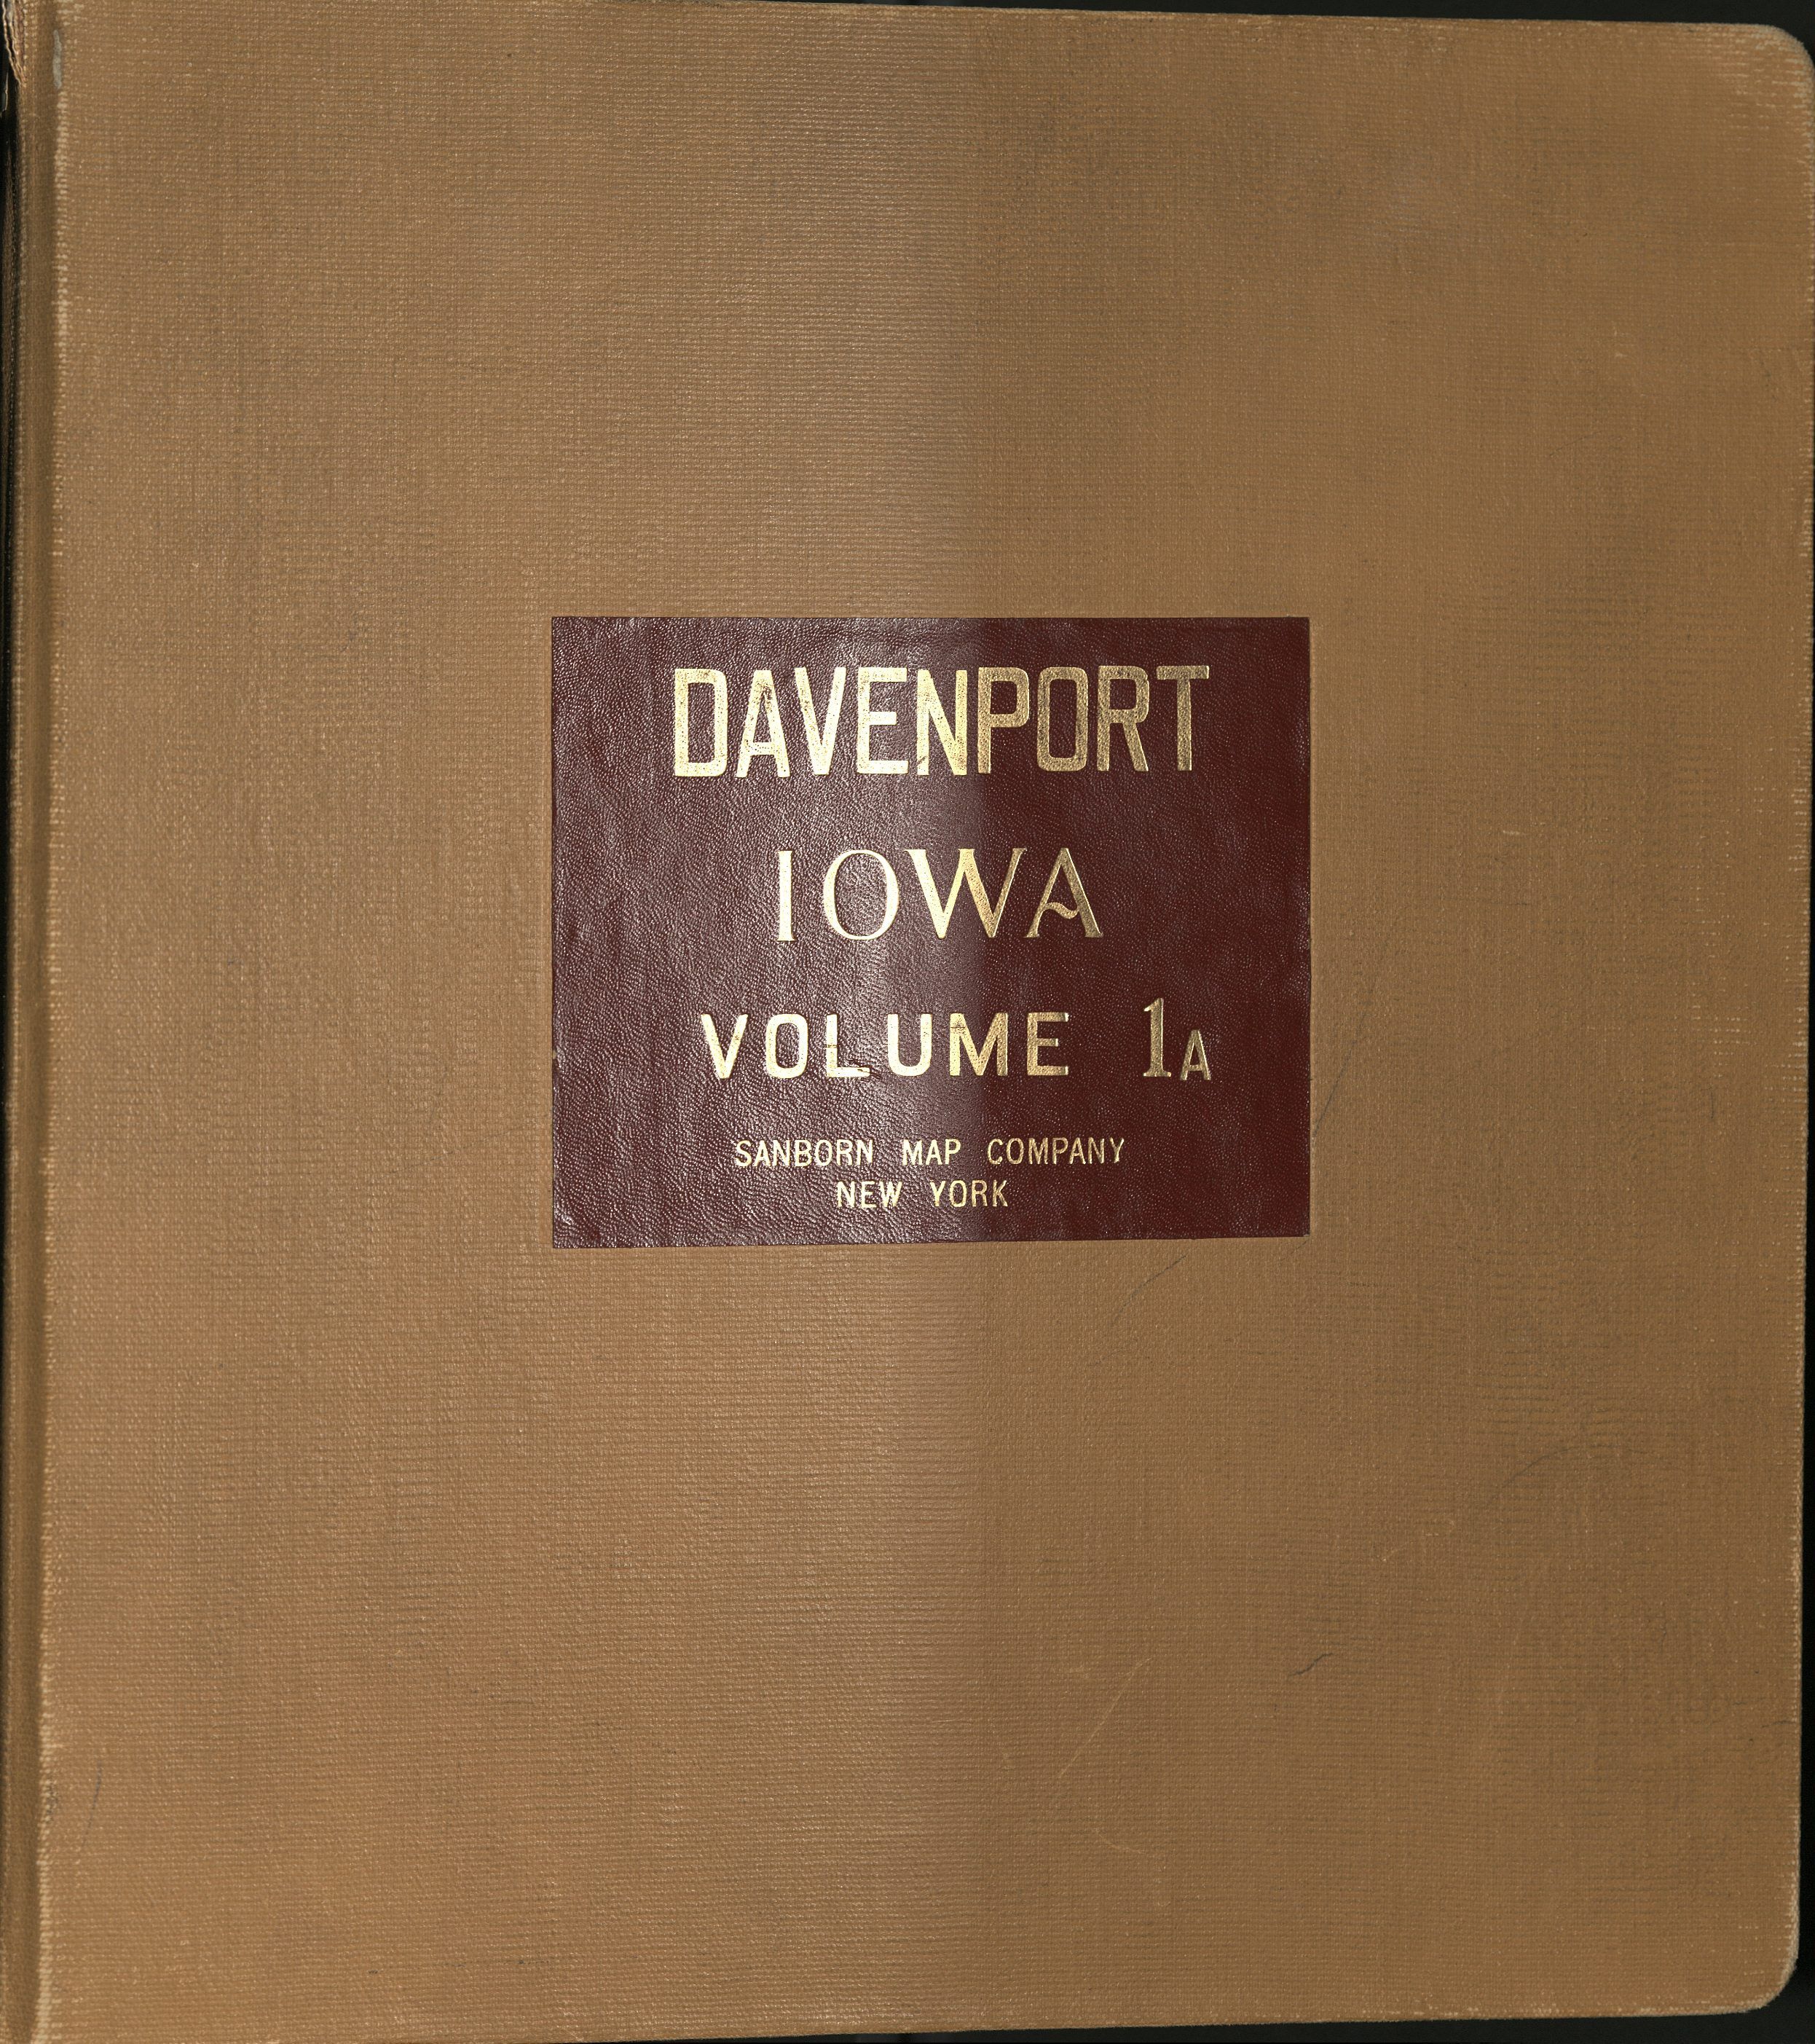 DAVENPORT
IOWA
VOLUME 1A
SANBORN MAP COMPANY
NEW YORK